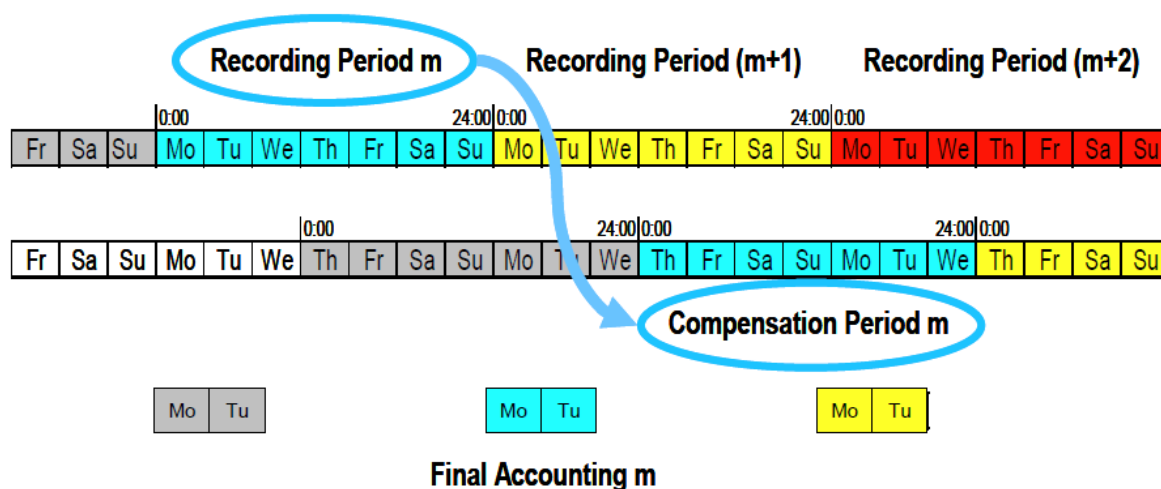 Recording Period m Recording Period (m+1) Recording Period (m+2)
0:00 24:00 0:00 24:00 0:00
Fr Sa Su Mo Tu We Th Fr Sa Su Mo Tu We Th Fr Sa Su Mo Tu We Th Fr Sa Su
0:00 24:00 0:00 24:00 0:00
Fr Sa Su Mo Tu We Th Fr Sa Su Mo Tu We Th Fr Sa Su Mo Tu We Th Fr Sa Su
Compensation Period m
Mo Tu Mo Tu Mo Tu
Final Accounting m